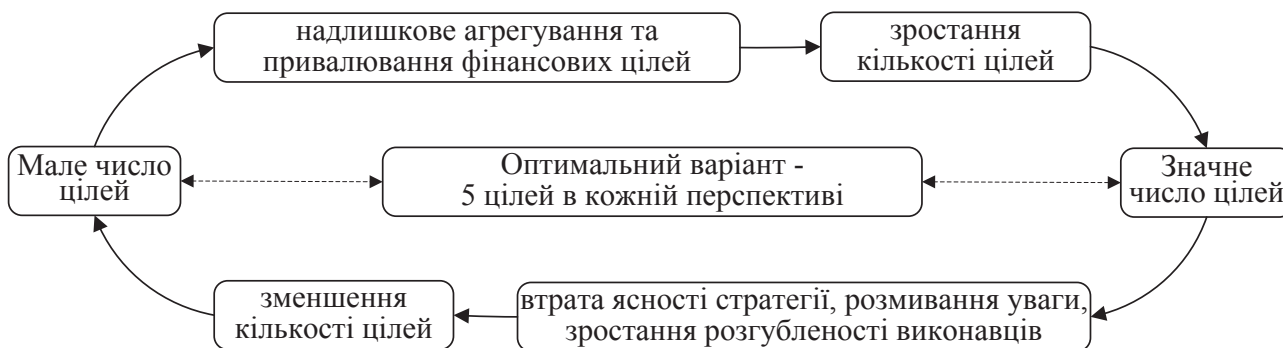 надлишкове агрегування та
привалювання фінансових цілей
зростання
кількості цілей
Мале число
цілей
Оптимальний варіант -
5 цілей в кожній перспективі
Значне
число цілей
зменшення
кількості цілей
втрата ясності стратегії, розмивання уваги,
зростання розгубленості виконавців